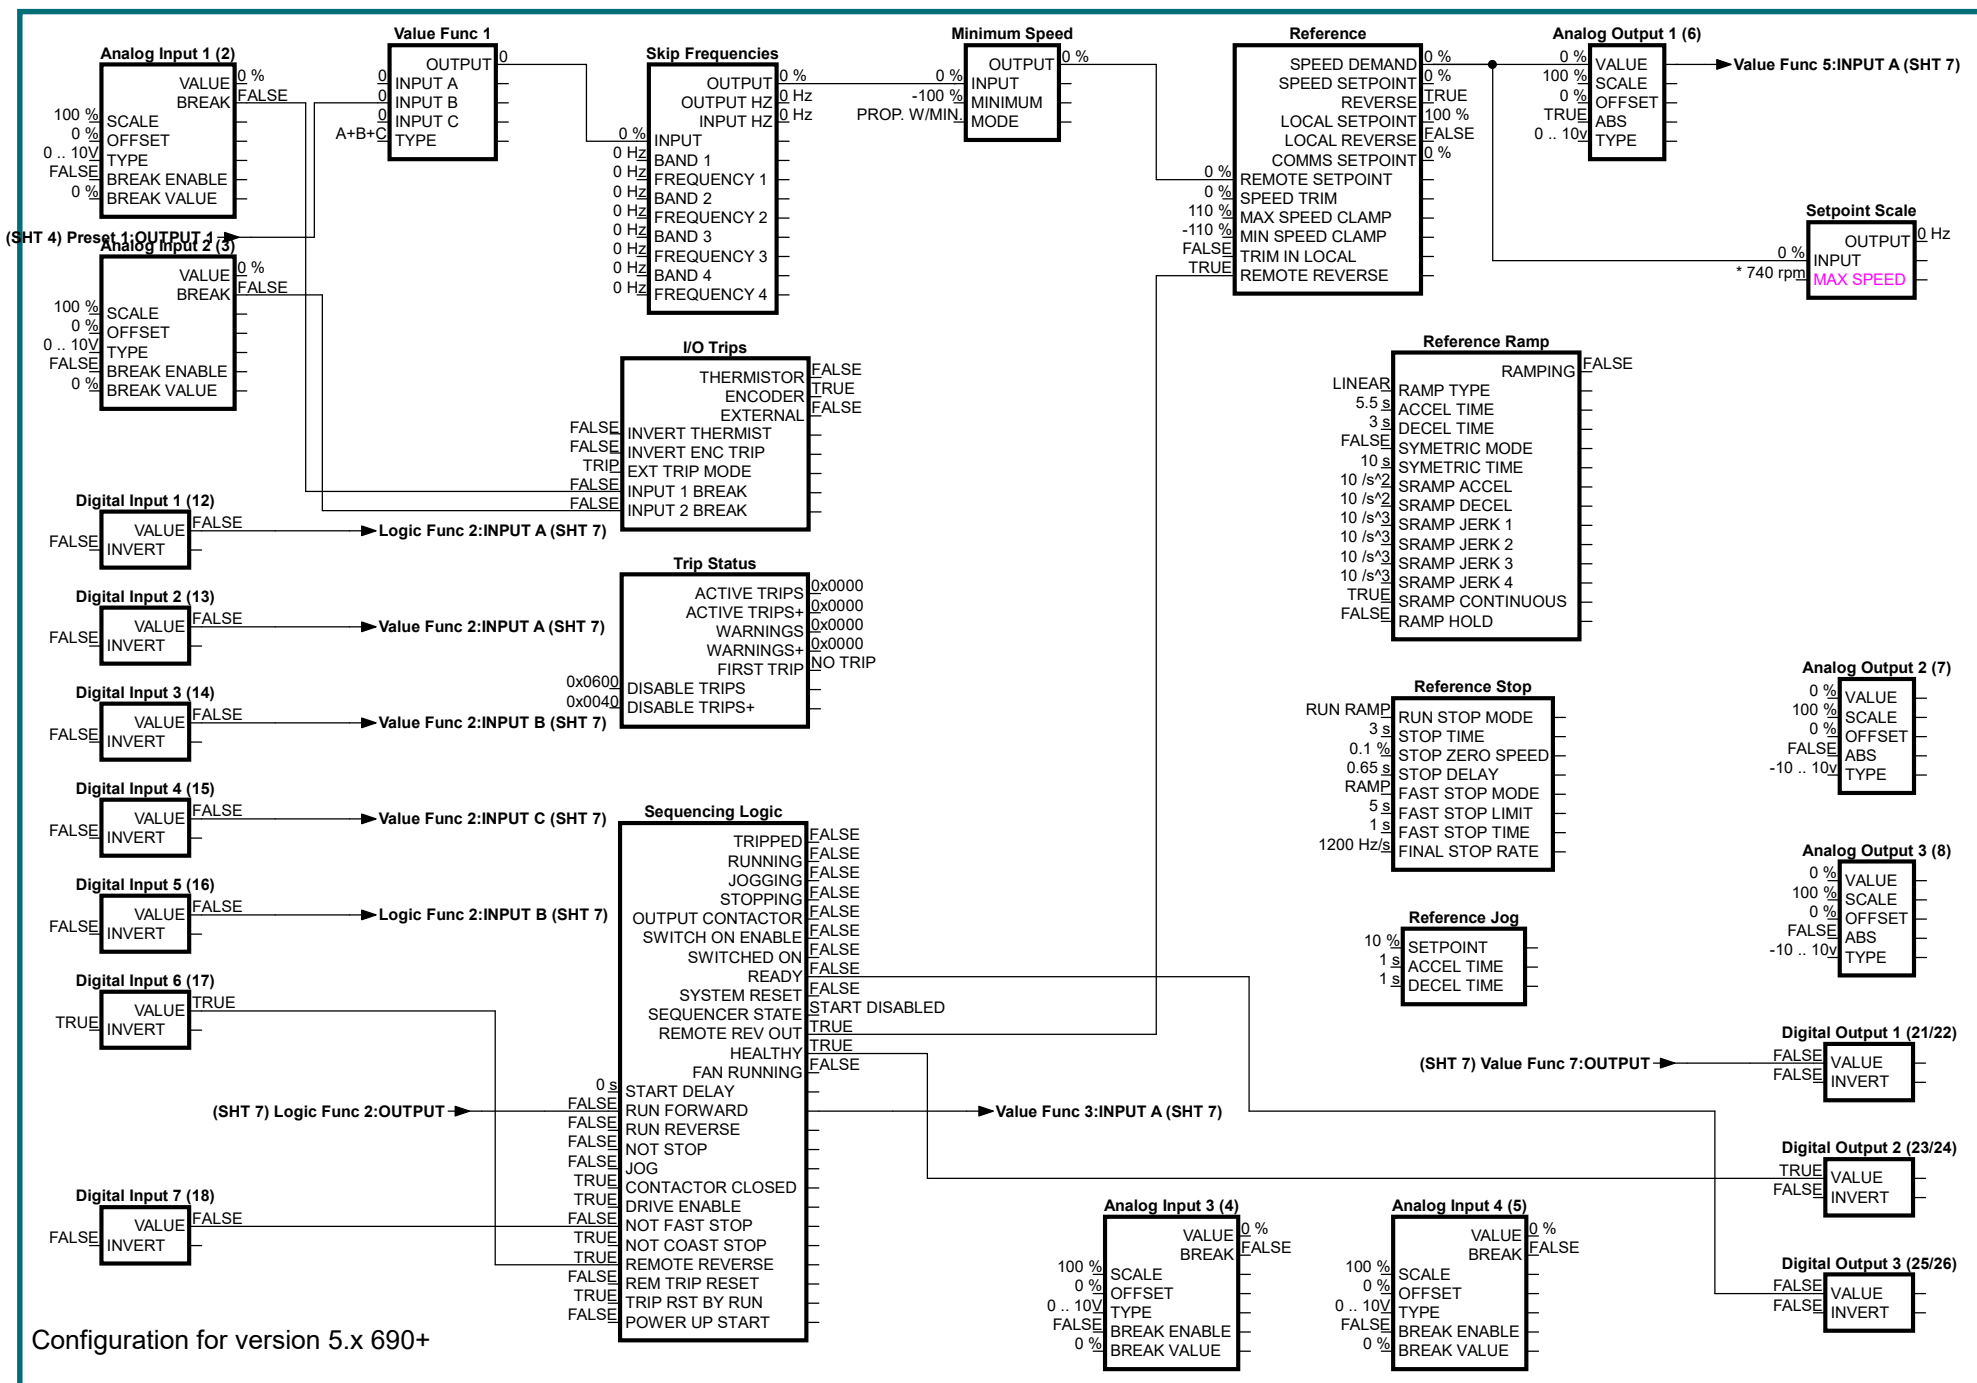 Analog Input 1 (2)
VALUE 0 %
BREAK FALSE
100 % SCALE
0 % OFFSET
0 .. 10V TYPE
FALSE BREAK ENABLE
0 % BREAK VALUE
(SHT 4) Preset 1:OUTPUT 1
Analog Input 2 (3)
VALUE 0 %
BREAK FALSE
100 % SCALE
0 % OFFSET
0 .. 10V TYPE
FALSE BREAK ENABLE
0 % BREAK VALUE
Value Func 1
OUTPUT 0
0 INPUT A
0 INPUT B
0 INPUT C
A+B+C TYPE
Skip Frequencies
OUTPUT 0 %
OUTPUT HZ 0 Hz
INPUT HZ 0 Hz
0 % INPUT
0 Hz BAND 1
0 Hz FREQUENCY 1
0 Hz BAND 2
0 Hz FREQUENCY 2
0 Hz BAND 3
0 Hz FREQUENCY 3
0 Hz BAND 4
0 Hz FREQUENCY 4
Minimum Speed
OUTPUT 0 %
0 % INPUT
-100 % MINIMUM
PROP. W/MIN. MODE
Reference
SPEED DEMAND 0 %
SPEED SETPOINT 0 %
REVERSE TRUE
LOCAL SETPOINT 100 %
LOCAL REVERSE FALSE
COMMS SETPOINT 0 %
0 % REMOTE SETPOINT
0 % SPEED TRIM
110 % MAX SPEED CLAMP
-110 % MIN SPEED CLAMP
FALSE TRIM IN LOCAL
TRUE REMOTE REVERSE
Analog Output 1 (6)
0 % VALUE
100 % SCALE
0 % OFFSET
TRUE ABS
0 .. 10v TYPE
Value Func 5:INPUT A (SHT 7)
Setpoint Scale
OUTPUT 0 Hz
0 % INPUT
* 740 rpm MAX SPEED
I/O Trips
THERMISTOR FALSE
ENCODER TRUE
EXTERNAL FALSE
FALSE INVERT THERMIST
FALSE INVERT ENC TRIP
TRIP EXT TRIP MODE
FALSE INPUT 1 BREAK
FALSE INPUT 2 BREAK
Reference Ramp
RAMPING FALSE
LINEAR RAMP TYPE
5.5 s ACCEL TIME
3 s DECEL TIME
FALSE SYMETRIC MODE
10 s SYMETRIC TIME
10 /s^2 SRAMP ACCEL
10 /s^2 SRAMP DECEL
10 /s^3 SRAMP JERK 1
10 /s^3 SRAMP JERK 2
10 /s^3 SRAMP JERK 3
10 /s^3 SRAMP JERK 4
TRUE SRAMP CONTINUOUS
FALSE RAMP HOLD
Digital Input 1 (12)
VALUE FALSE
FALSE INVERT
Logic Func 2:INPUT A (SHT 7)
Digital Input 2 (13)
VALUE FALSE
FALSE INVERT
Value Func 2:INPUT A (SHT 7)
Digital Input 3 (14)
VALUE FALSE
FALSE INVERT
Value Func 2:INPUT B (SHT 7)
Digital Input 4 (15)
VALUE FALSE
FALSE INVERT
Value Func 2:INPUT C (SHT 7)
Digital Input 5 (16)
VALUE FALSE
FALSE INVERT
Logic Func 2:INPUT B (SHT 7)
Digital Input 6 (17)
VALUE TRUE
TRUE INVERT
(SHT 7) Logic Func 2:OUTPUT
Digital Input 7 (18)
VALUE FALSE
FALSE INVERT
Trip Status
ACTIVE TRIPS 0x0000
ACTIVE TRIPS+ 0x0000
WARNINGS 0x0000
WARNINGS+ 0x0000
FIRST TRIP NO TRIP
0x0600 DISABLE TRIPS
0x0040 DISABLE TRIPS+
Sequencing Logic
TRIPPED FALSE
RUNNING FALSE
JOGGING FALSE
STOPPING FALSE
OUTPUT CONTACTOR FALSE
SWITCH ON ENABLE FALSE
SWITCHED ON FALSE
READY FALSE
SYSTEM RESET FALSE
SEQUENCER STATE START DISABLED
REMOTE REV OUT TRUE
HEALTHY TRUE
FAN RUNNING FALSE
0 s START DELAY
FALSE RUN FORWARD
FALSE RUN REVERSE
FALSE NOT STOP
FALSE JOG
TRUE CONTACTOR CLOSED
TRUE DRIVE ENABLE
FALSE NOT FAST STOP
TRUE NOT COAST STOP
TRUE REMOTE REVERSE
FALSE REM TRIP RESET
TRUE TRIP RST BY RUN
FALSE POWER UP START
Value Func 3:INPUT A (SHT 7)
Reference Stop
RUN RAMP RUN STOP MODE
3 s STOP TIME
0.1 % STOP ZERO SPEED
0.65 s STOP DELAY
RAMP FAST STOP MODE
5 s FAST STOP LIMIT
1 s FAST STOP TIME
1200 Hz/s FINAL STOP RATE
Reference Jog
10 % SETPOINT
1 s ACCEL TIME
1 s DECEL TIME
Analog Output 2 (7)
0 % VALUE
100 % SCALE
0 % OFFSET
FALSE ABS
-10 .. 10v TYPE
Analog Output 3 (8)
0 % VALUE
100 % SCALE
0 % OFFSET
FALSE ABS
-10 .. 10v TYPE
(SHT 7) Value Func 7:OUTPUT
Digital Output 1 (21/22)
FALSE VALUE
FALSE INVERT
Digital Output 2 (23/24)
TRUE VALUE
FALSE INVERT
Digital Output 3 (25/26)
FALSE VALUE
FALSE INVERT
Analog Input 3 (4)
VALUE 0 %
BREAK FALSE
100 % SCALE
0 % OFFSET
0 .. 10V TYPE
FALSE BREAK ENABLE
0 % BREAK VALUE
Analog Input 4 (5)
VALUE 0 %
BREAK FALSE
100 % SCALE
0 % OFFSET
0 .. 10V TYPE
FALSE BREAK ENABLE
0 % BREAK VALUE
Configuration for version 5.x 690+